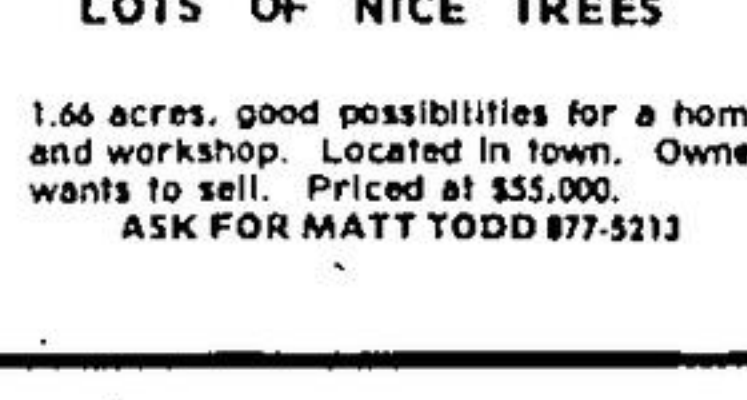 LOTS OF NICE TREES
1.66 acres, good possibilities for a hom
and workshop. Located in town. Owne
wants to sell. Priced at $55,000.
ASK FOR MATT TODD 877-5213